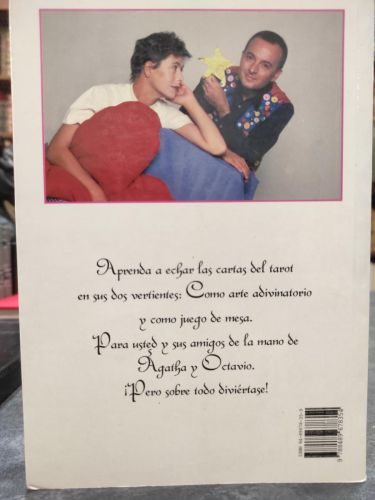 Aprenda a echar las cartas del tarot
en sus dos vertientes: Como arte adivinatorio
y como juego de mesa.
Para usted y sus amigos de la mano de
Àgatha y Octavio.
¡Pero sobre todo diviértase!